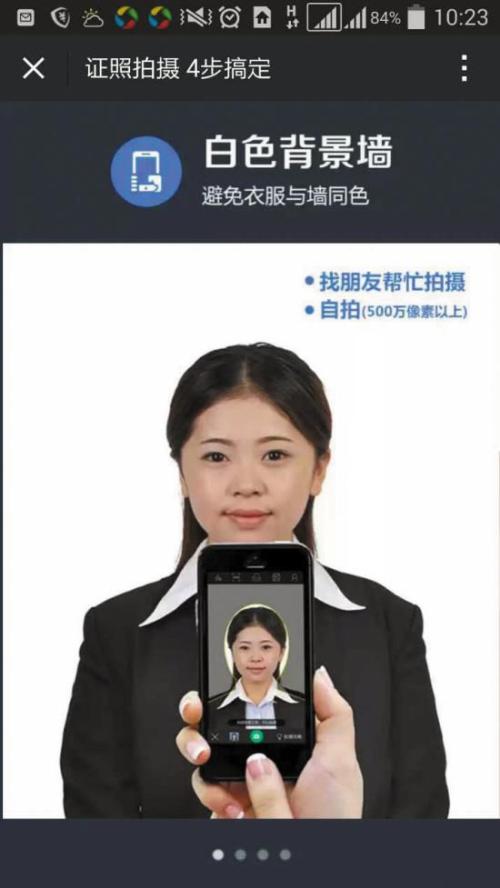 84% 10:23
证照拍摄 4步搞定
白色背景墙
避免衣服与墙同色
•找朋友帮忙拍摄
•自拍(500万像素以上)